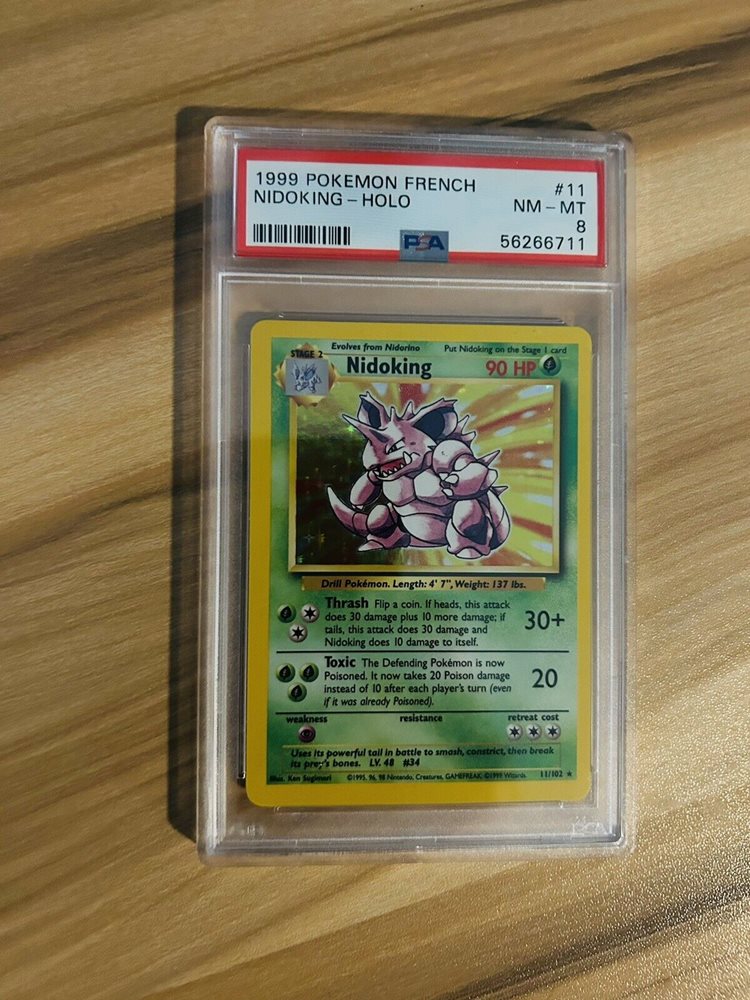 1999 POKEMON FRENCH #11
NIDOKING – HOLO NM – MT
8
PSA 56266711
STAGE 2 Evolves from Nidorino Put Nidoking on the Stage 1 card
Nidoking 90 HP
Drill Pokémon. Length: 4' 7", Weight: 137 lbs.
Thrash Flip a coin. If heads, this attack
does 30 damage plus 10 more damage; if
tails, this attack does 30 damage and
Nidoking does 10 damage to itself.
30+
Toxic The Defending Pokémon is now
Poisoned. It now takes 20 Poison damage
instead of 10 after each player's turn (even
if it was already Poisoned).
20
weakness resistance retreat cost
Uses its powerful tail in battle to smash, constrict, then break
its prey's bones. LV. 48 #34
Illus. Ken Sugimori ©1995, 96, 98 Nintendo, Creatures, GAMEFREAK. ©1999 Wizards. 11/102 ★